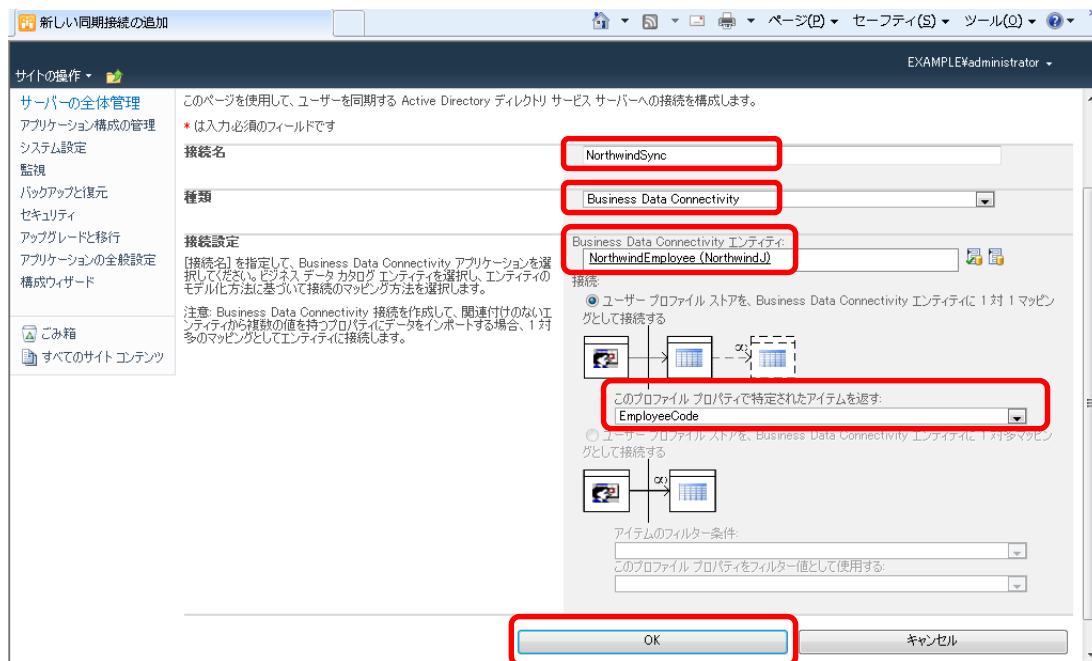 新しい同期接続の追加
ページ(P)
セーフティ(S)
ツール(O)
サイトの操作
EXAMPLE¥administrator
サーバーの全体管理
アプリケーション構成の管理
システム設定
監視
バックアップと復元
セキュリティ
アップグレードと移行
アプリケーションの全般設定
構成ウィザード
ごみ箱
すべてのサイト コンテンツ
このページを使用して、ユーザーを同期する Active Directory ディレクトリ サービス サーバーへの接続を構成します。
* は入力必須のフィールドです
接続名
NorthwindSync
種類
Business Data Connectivity
接続設定
[接続名] を指定して、Business Data Connectivity アプリケーションを選
択してください。ビジネス データ カタログ エンティティを選択し、エンティティの
モデル化方法に基づいて接続のマッピング方法を選択します。
注意: Business Data Connectivity 接続を作成して、関連付けのないエ
ンティティから複数の値を持つプロパティにデータをインポートする場合、1 対
多のマッピングとしてエンティティに接続します。
Business Data Connectivity エンティティ:
NorthwindEmployee (NorthwindJ)
接続:
ユーザー プロファイル ストアを、Business Data Connectivity エンティティに 1 対 1 マッピン
グとして接続する
このプロファイル プロパティで特定されたアイテムを返す:
EmployeeCode
ユーザー プロファイル ストアを、Business Data Connectivity エンティティに 1 対多マッピン
グとして接続する
アイテムのフィルター条件:
このプロファイル プロパティをフィルター値として使用する:
OK
キャンセル